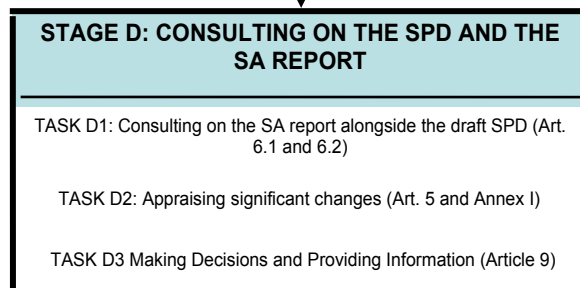 STAGE D: CONSULTING ON THE SPD AND THE
SA REPORT
TASK D1: Consulting on the SA report alongside the draft SPD (Art.
6.1 and 6.2)
TASK D2: Appraising significant changes (Art. 5 and Annex I)
TASK D3 Making Decisions and Providing Information (Article 9)